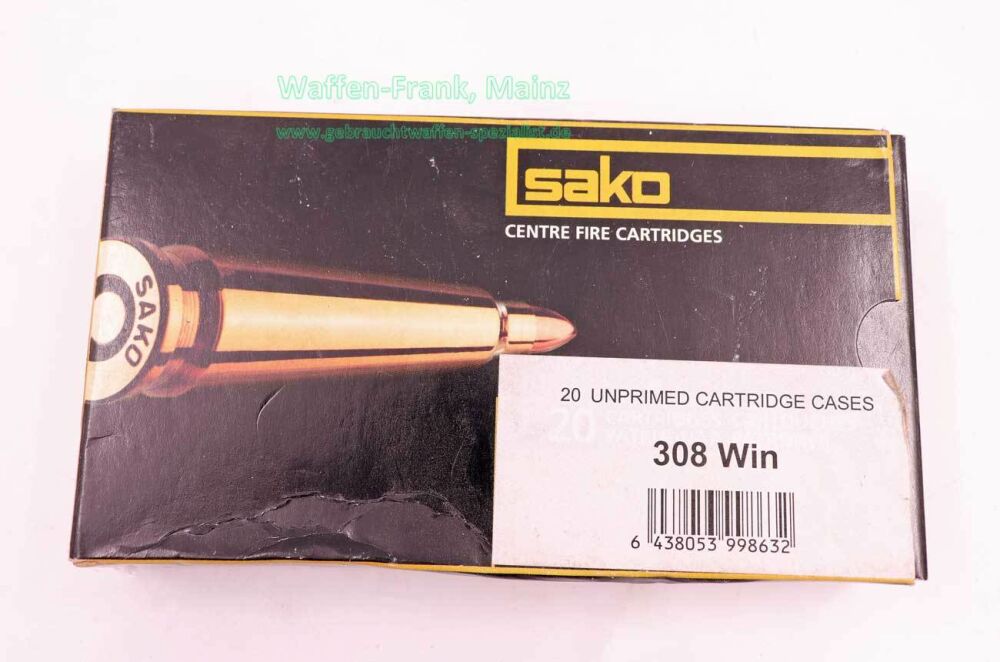 Waffen-Frank, Mainz
www.gebrauchtwaffen-spezialist.de
sako
CENTRE FIRE CARTRIDGES
SAKO
20 UNPRIMED CARTRIDGE CASES
20
308 Win
6 438053 998632